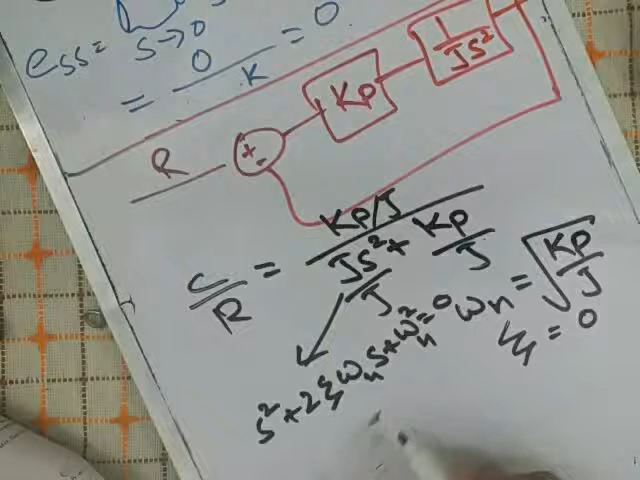 ess = s→0
= 0/K = 0
R + - KP 1/JS²
C/R = (KP/J)/(JS²/J + KP/J)
ωn = √(KP/J)
ξ = 0
s² + 2ξωns + ωn² = 0